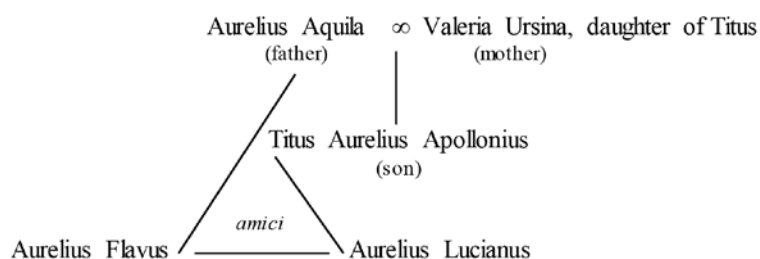 Aurelius Aquila ∞ Valeria Ursina, daughter of Titus
(father) (mother)
Titus Aurelius Apollonius
(son)
amici
Aurelius Flavus Aurelius Lucianus